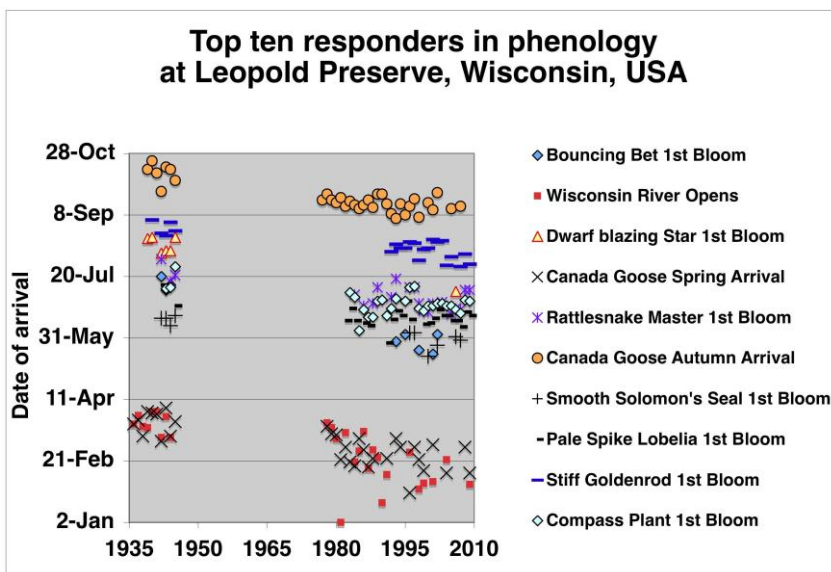 Top ten responders in phenology
at Leopold Preserve, Wisconsin, USA
Date of arrival
28-Oct
8-Sep
20-Jul
31-May
11-Apr
21-Feb
2-Jan
1935 1950 1965 1980 1995 2010
Bouncing Bet 1st Bloom
Wisconsin River Opens
Dwarf blazing Star 1st Bloom
Canada Goose Spring Arrival
Rattlesnake Master 1st Bloom
Canada Goose Autumn Arrival
Smooth Solomon's Seal 1st Bloom
Pale Spike Lobelia 1st Bloom
Stiff Goldenrod 1st Bloom
Compass Plant 1st Bloom